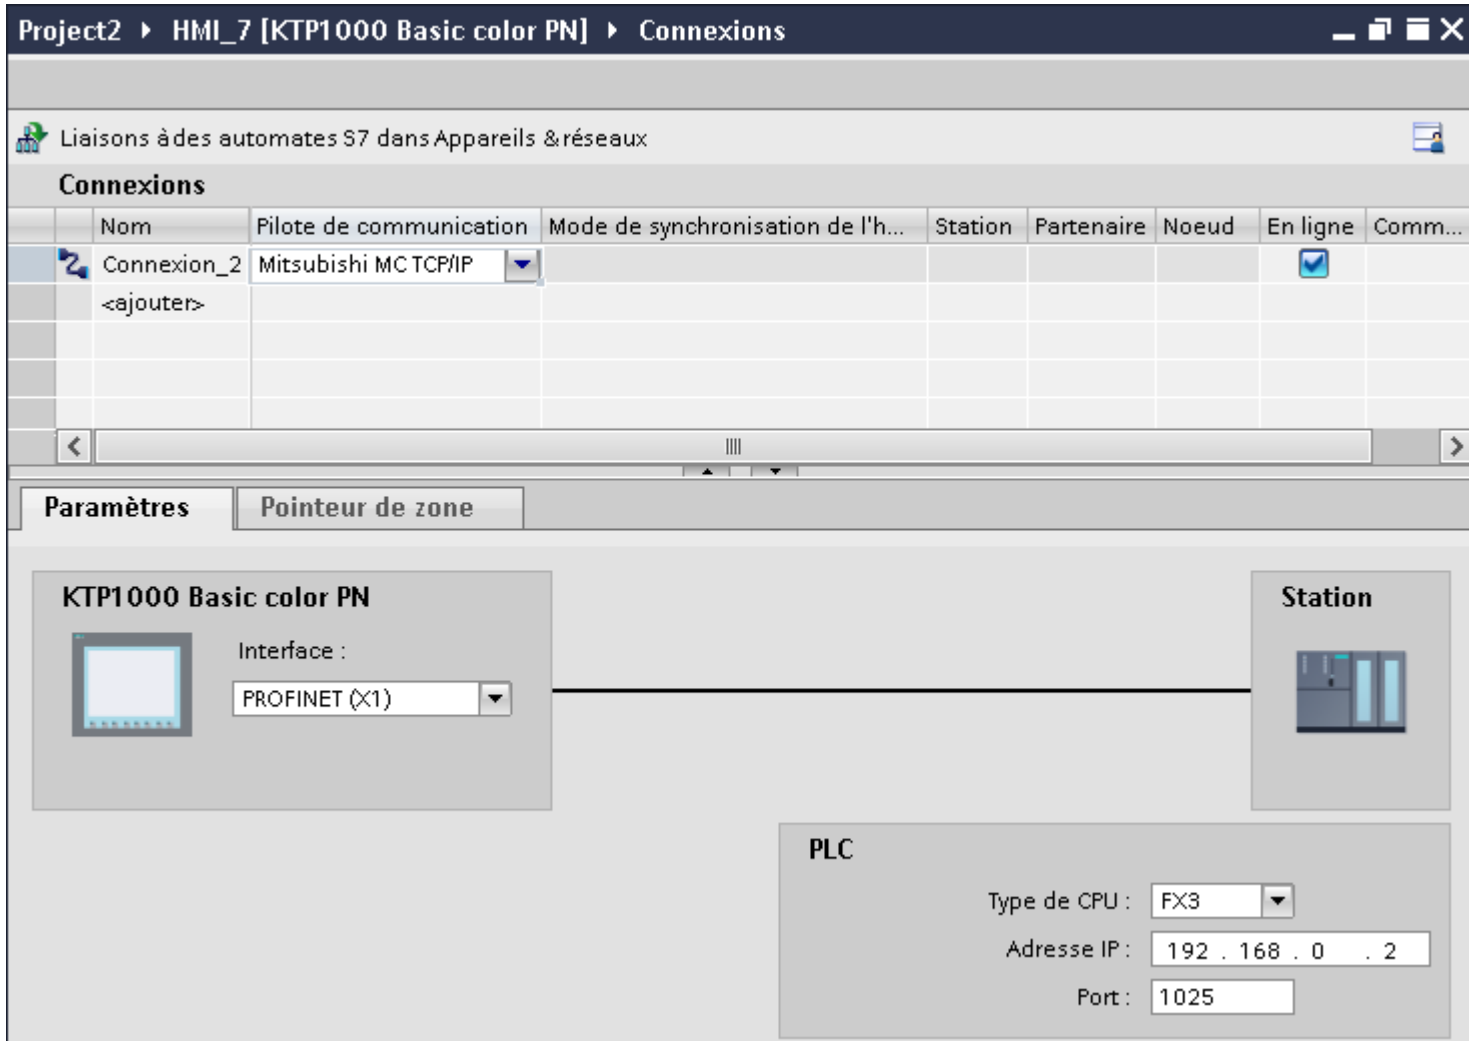 Project2 ▸ HMI_7 [KTP1000 Basic color PN] ▸ Connexions
Liaisons à des automates S7 dans Appareils & réseaux
Connexions
Nom Pilote de communication Mode de synchronisation de l'h... Station Partenaire Noeud En ligne Comm...
Connexion_2 Mitsubishi MC TCP/IP
<ajouter>
Paramètres Pointeur de zone
KTP1000 Basic color PN Station
Interface :
PROFINET (X1)
PLC
Type de CPU : FX3
Adresse IP : 192 . 168 . 0 . 2
Port : 1025